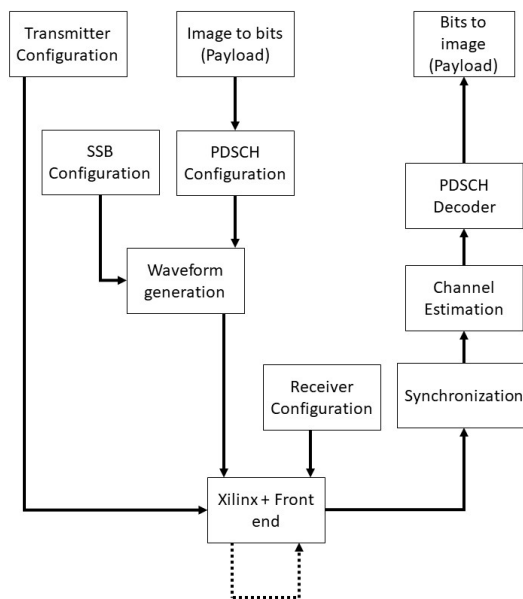 Transmitter
Configuration
Image to bits
(Payload)
Bits to
image
(Payload)
SSB
Configuration
PDSCH
Configuration
PDSCH
Decoder
Waveform
generation
Channel
Estimation
Receiver
Configuration
Synchronization
Xilinx + Front
end